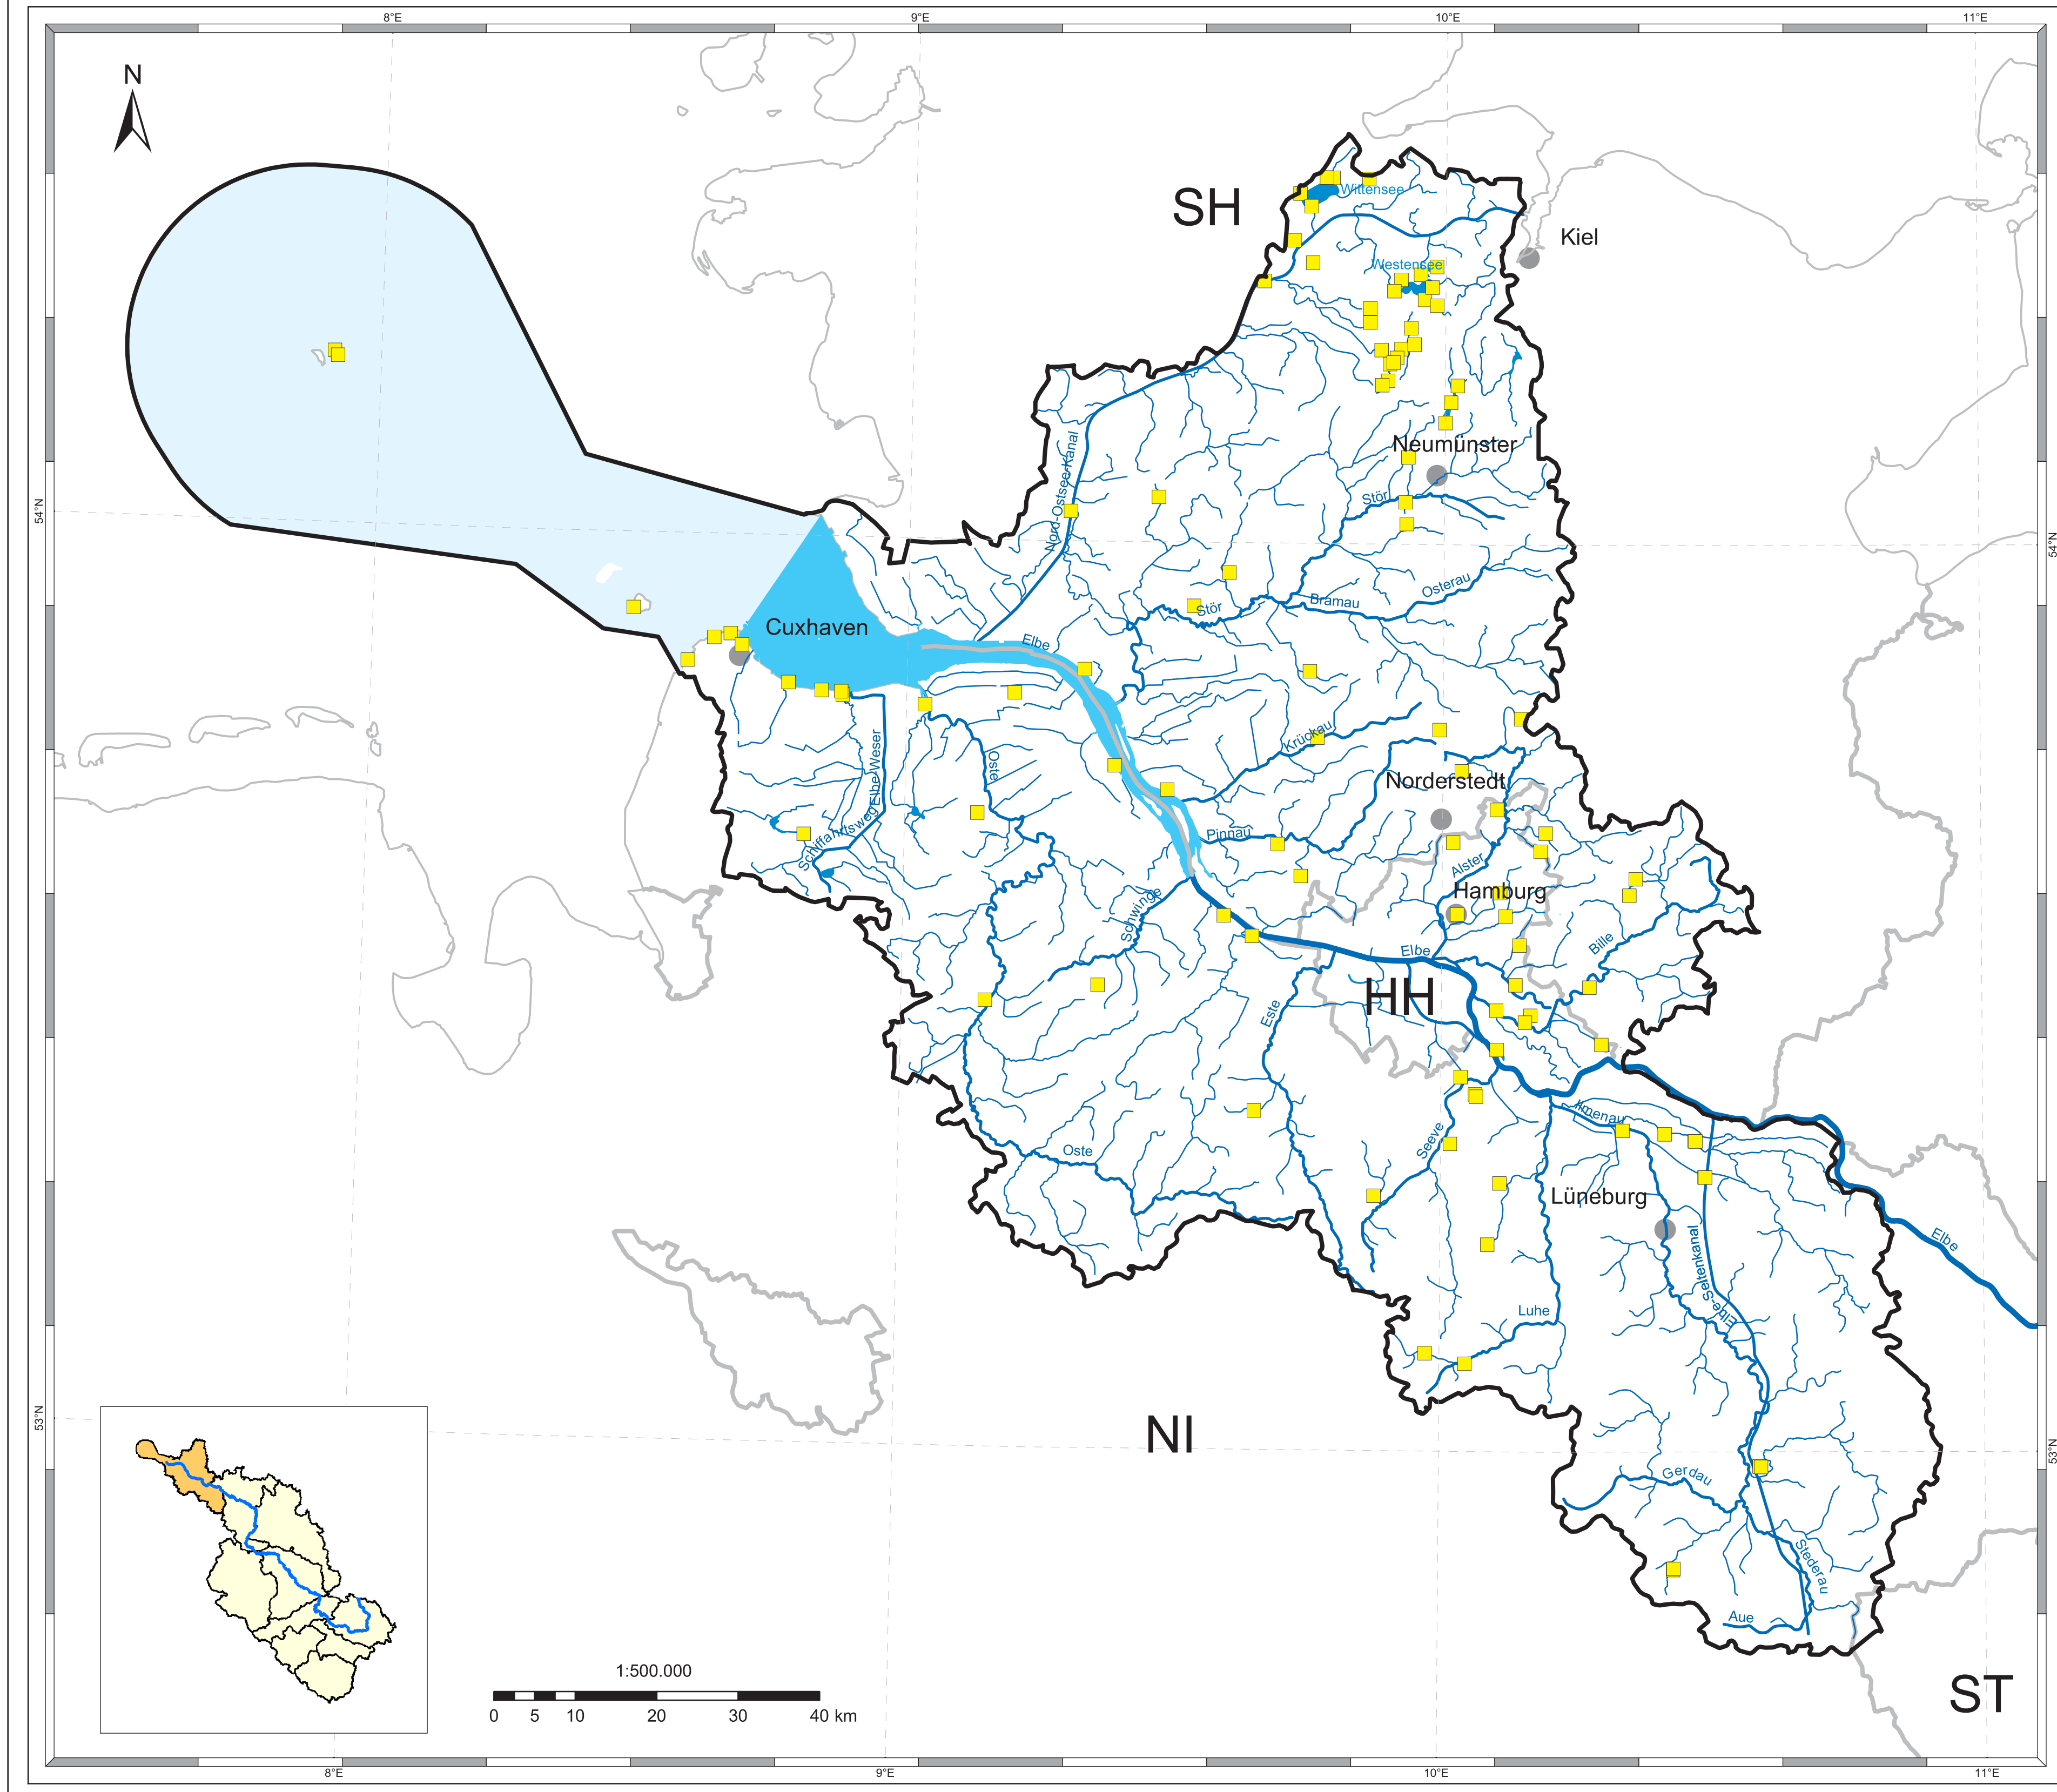 8°E
9°E
10°E
11°E
N
SH
Wittensee
Kiel
Westensee
Neumünster
Nord-Ostsee-Kanal
Stör
54°N
54°N
Osterau
Bramau
Stör
Cuxhaven
Elbe
Krückau
Oste
Schiffahrtsweg Elbe-Weser
Norderstedt
Pinnau
Alster
Hamburg
Schwinge
Elbe
Bille
HH
Este
Ilmenau
Seeve
Oste
Lüneburg
Elbe
Elbe-Seitenkanal
Luhe
53°N
NI
53°N
Gerdau
Stederau
Aue
1:500.000
0 5 10 20 30 40 km
ST
8°E
9°E
10°E
11°E